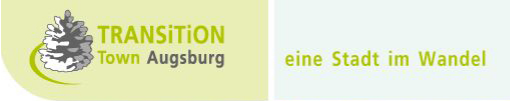 TRANSiTiON
Town Augsburg
eine Stadt im Wandel